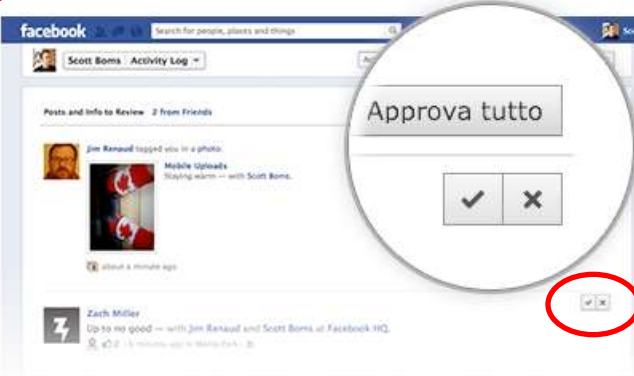 facebook
Search for people, places and things
Scott Boms Activity Log
Posts and Info to Review 2 from Friends
Approva tutto
Jim Renaud tagged you in a photo.
Mobile Uploads
Staying warm — with Scott Boms.
about a minute ago
Zach Miller
Up to no good — with Jim Renaud and Scott Boms at Facebook HQ.